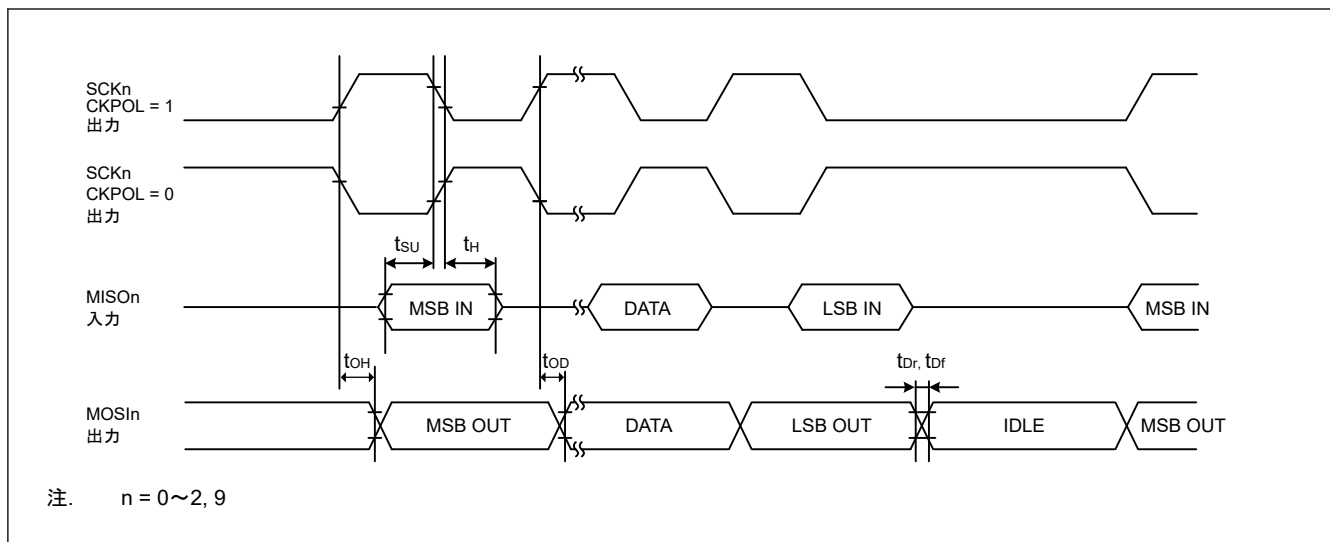 SCKn
CKPOL = 1
出力
SCKn
CKPOL = 0
出力
tSU
tH
MISOn
入力
MSB IN
DATA
LSB IN
MSB IN
tOH
tOD
tDr, tDf
MOSIn
出力
MSB OUT
DATA
LSB OUT
IDLE
MSB OUT
注. n = 0～2, 9